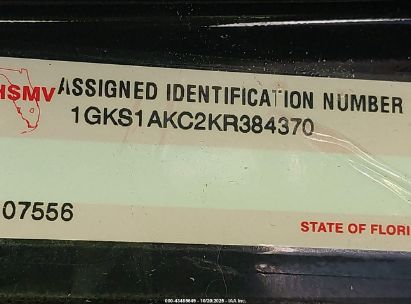 HSMV ASSIGNED IDENTIFICATION NUMBER
1GKS1AKC2KR384370
07556
STATE OF FLORI